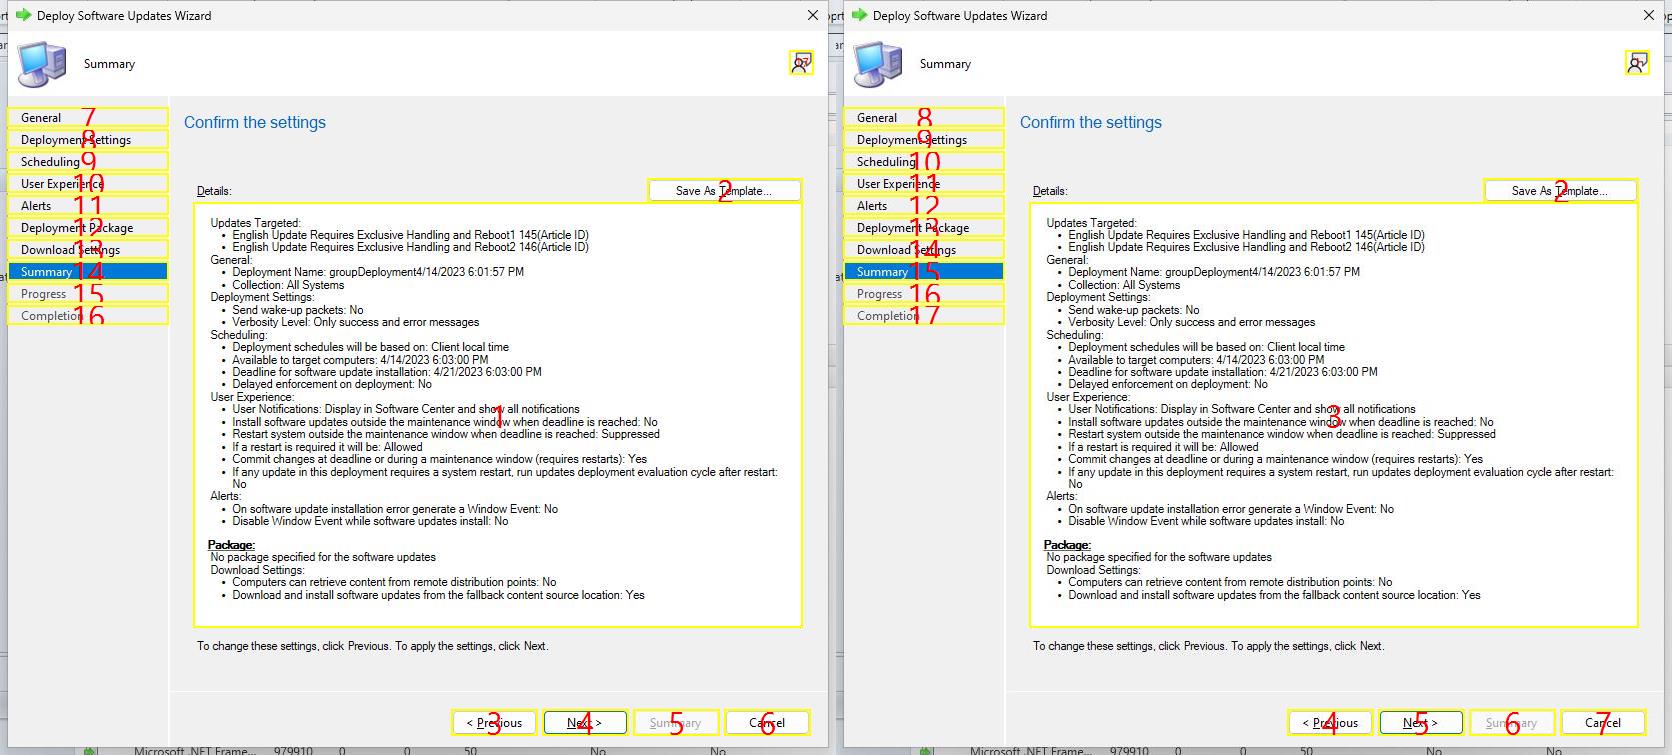 Deploy Software Updates Wizard
Summary
General 7
Deployment Settings 8
Scheduling 9
User Experience 10
Alerts 11
Deployment Package 12
Download Settings 13
Summary 14
Progress 15
Completion 16
Confirm the settings
Details:
Save As Template... 2
Updates Targeted:
• English Update Requires Exclusive Handling and Reboot1 145(Article ID)
• English Update Requires Exclusive Handling and Reboot2 146(Article ID)
General:
• Deployment Name: groupDeployment4/14/2023 6:01:57 PM
• Collection: All Systems
Deployment Settings:
• Send wake-up packets: No
• Verbosity Level: Only success and error messages
Scheduling:
• Deployment schedules will be based on: Client local time
• Available to target computers: 4/14/2023 6:03:00 PM
• Deadline for software update installation: 4/21/2023 6:03:00 PM
• Delayed enforcement on deployment: No
User Experience:
• User Notifications: Display in Software Center and show all notifications
1
• Install software updates outside the maintenance window when deadline is reached: No
• Restart system outside the maintenance window when deadline is reached: Suppressed
• If a restart is required it will be: Allowed
• Commit changes at deadline or during a maintenance window (requires restarts): Yes
• If any update in this deployment requires a system restart, run updates deployment evaluation cycle after restart:
No
Alerts:
• On software update installation error generate a Window Event: No
• Disable Window Event while software updates install: No
Package:
No package specified for the software updates
Download Settings:
• Computers can retrieve content from remote distribution points: No
• Download and install software updates from the fallback content source location: Yes
To change these settings, click Previous. To apply the settings, click Next.
< Previous 3
Next > 4
Summary 5
Cancel 6
Microsoft .NET Frame... 979910 0 0 50 No No
Deploy Software Updates Wizard
Summary
General 8
Deployment Settings 9
Scheduling 10
User Experience 11
Alerts 12
Deployment Package 13
Download Settings 14
Summary 15
Progress 16
Completion 17
Confirm the settings
Details:
Save As Template... 2
Updates Targeted:
• English Update Requires Exclusive Handling and Reboot1 145(Article ID)
• English Update Requires Exclusive Handling and Reboot2 146(Article ID)
General:
• Deployment Name: groupDeployment4/14/2023 6:01:57 PM
• Collection: All Systems
Deployment Settings:
• Send wake-up packets: No
• Verbosity Level: Only success and error messages
Scheduling:
• Deployment schedules will be based on: Client local time
• Available to target computers: 4/14/2023 6:03:00 PM
• Deadline for software update installation: 4/21/2023 6:03:00 PM
• Delayed enforcement on deployment: No
User Experience:
• User Notifications: Display in Software Center and show all notifications
3
• Install software updates outside the maintenance window when deadline is reached: No
• Restart system outside the maintenance window when deadline is reached: Suppressed
• If a restart is required it will be: Allowed
• Commit changes at deadline or during a maintenance window (requires restarts): Yes
• If any update in this deployment requires a system restart, run updates deployment evaluation cycle after restart:
No
Alerts:
• On software update installation error generate a Window Event: No
• Disable Window Event while software updates install: No
Package:
No package specified for the software updates
Download Settings:
• Computers can retrieve content from remote distribution points: No
• Download and install software updates from the fallback content source location: Yes
To change these settings, click Previous. To apply the settings, click Next.
< Previous 4
Next > 5
Summary 6
Cancel 7
Microsoft .NET Frame... 979910 0 0 50 No No